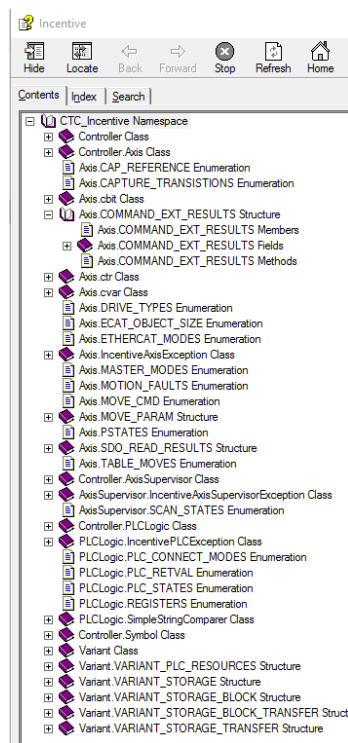 Incentive
Hide Locate Back Forward Stop Refresh Home
Contents Index Search
CTC_Incentive Namespace
Controller Class
Controller.Axis Class
Axis.CAP_REFERENCE Enumeration
Axis.CAPTURE_TRANSISTIONS Enumeration
Axis.cbit Class
Axis.COMMAND_EXT_RESULTS Structure
Axis.COMMAND_EXT_RESULTS Members
Axis.COMMAND_EXT_RESULTS Fields
Axis.COMMAND_EXT_RESULTS Methods
Axis.ctr Class
Axis.cvar Class
Axis.DRIVE_TYPES Enumeration
Axis.ECAT_OBJECT_SIZE Enumeration
Axis.ETHERCAT_MODES Enumeration
Axis.IncentiveAxisException Class
Axis.MASTER_MODES Enumeration
Axis.MOTION_FAULTS Enumeration
Axis.MOVE_CMD Enumeration
Axis.MOVE_PARAM Structure
Axis.PSTATES Enumeration
Axis.SDO_READ_RESULTS Structure
Axis.TABLE_MOVES Enumeration
Controller.AxisSupervisor Class
AxisSupervisor.IncentiveAxisSupervisorException Class
AxisSupervisor.SCAN_STATES Enumeration
Controller.PLCLogic Class
PLCLogic.IncentivePLCException Class
PLCLogic.PLC_CONNECT_MODES Enumeration
PLCLogic.PLC_RETVAL Enumeration
PLCLogic.PLC_STATES Enumeration
PLCLogic.REGISTERS Enumeration
PLCLogic.SimpleStringComparer Class
Controller.Symbol Class
Variant Class
Variant.VARIANT_PLC_RESOURCES Structure
Variant.VARIANT_STORAGE Structure
Variant.VARIANT_STORAGE_BLOCK Structure
Variant.VARIANT_STORAGE_BLOCK_TRANSFER Struct
Variant.VARIANT_STORAGE_TRANSFER Structure